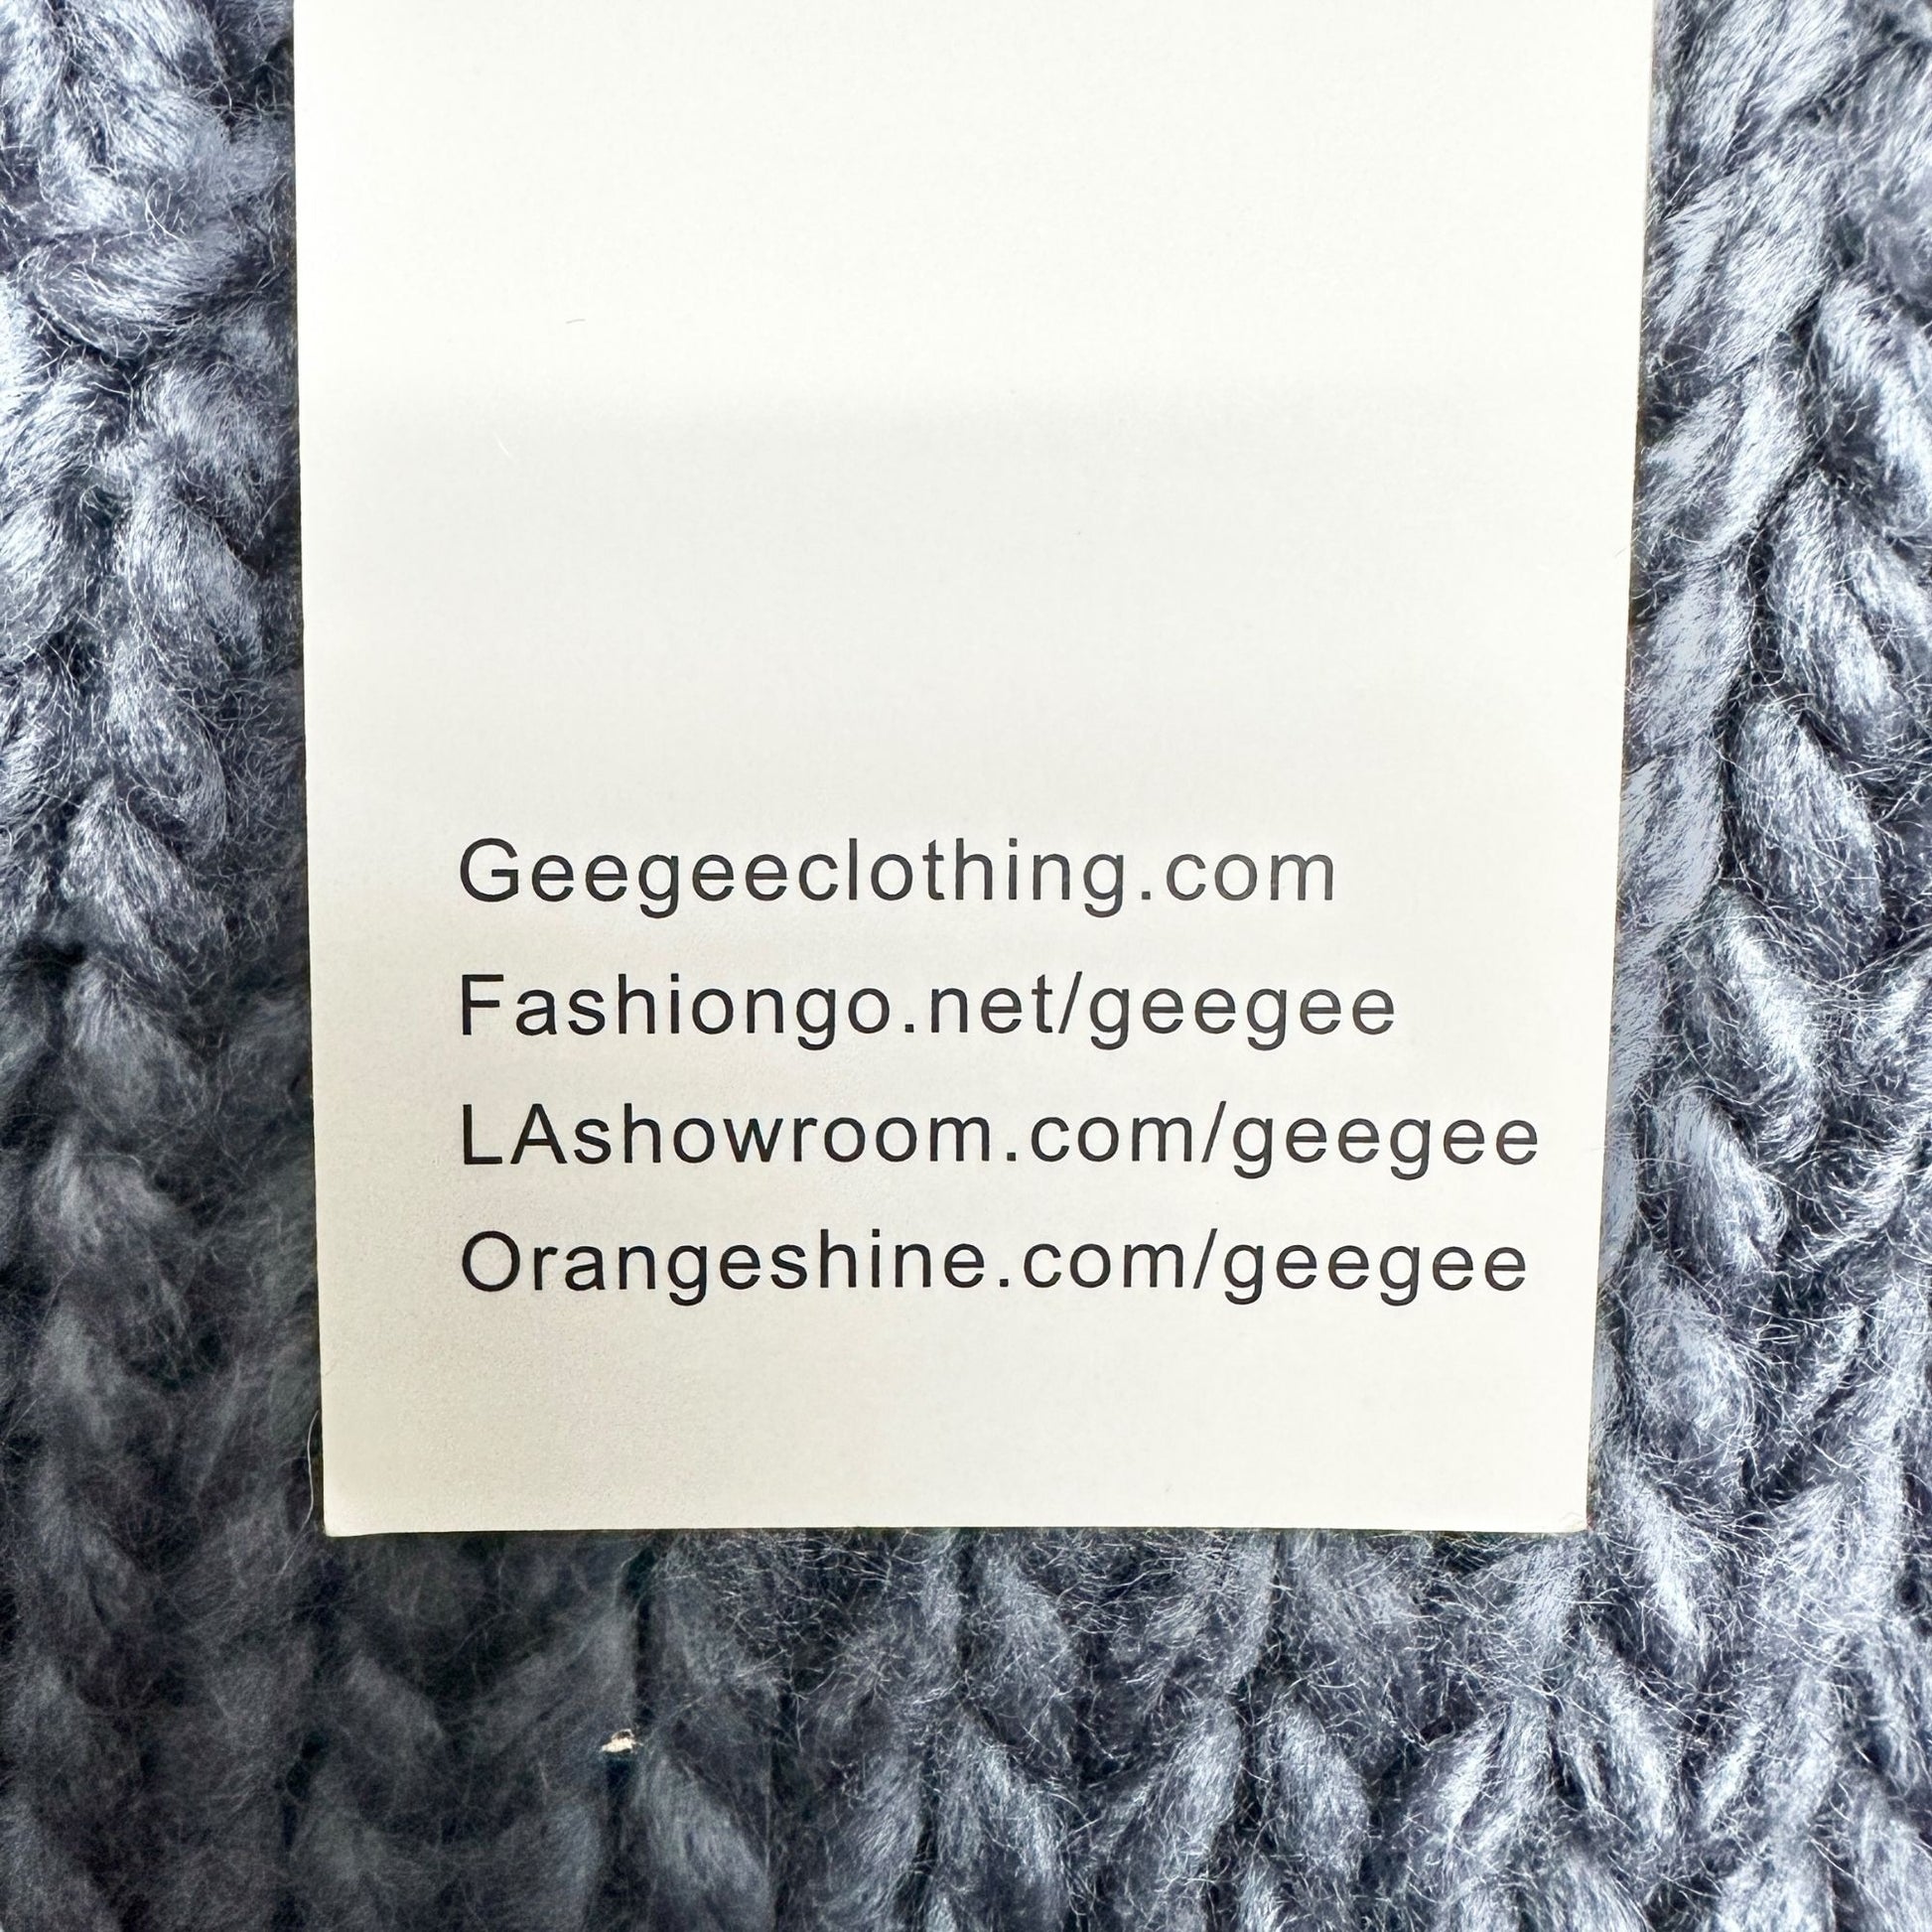 Geegeeclothing.com
Fashiongo.net/geegee
LAshowroom.com/geegee
Orangeshine.com/geegee